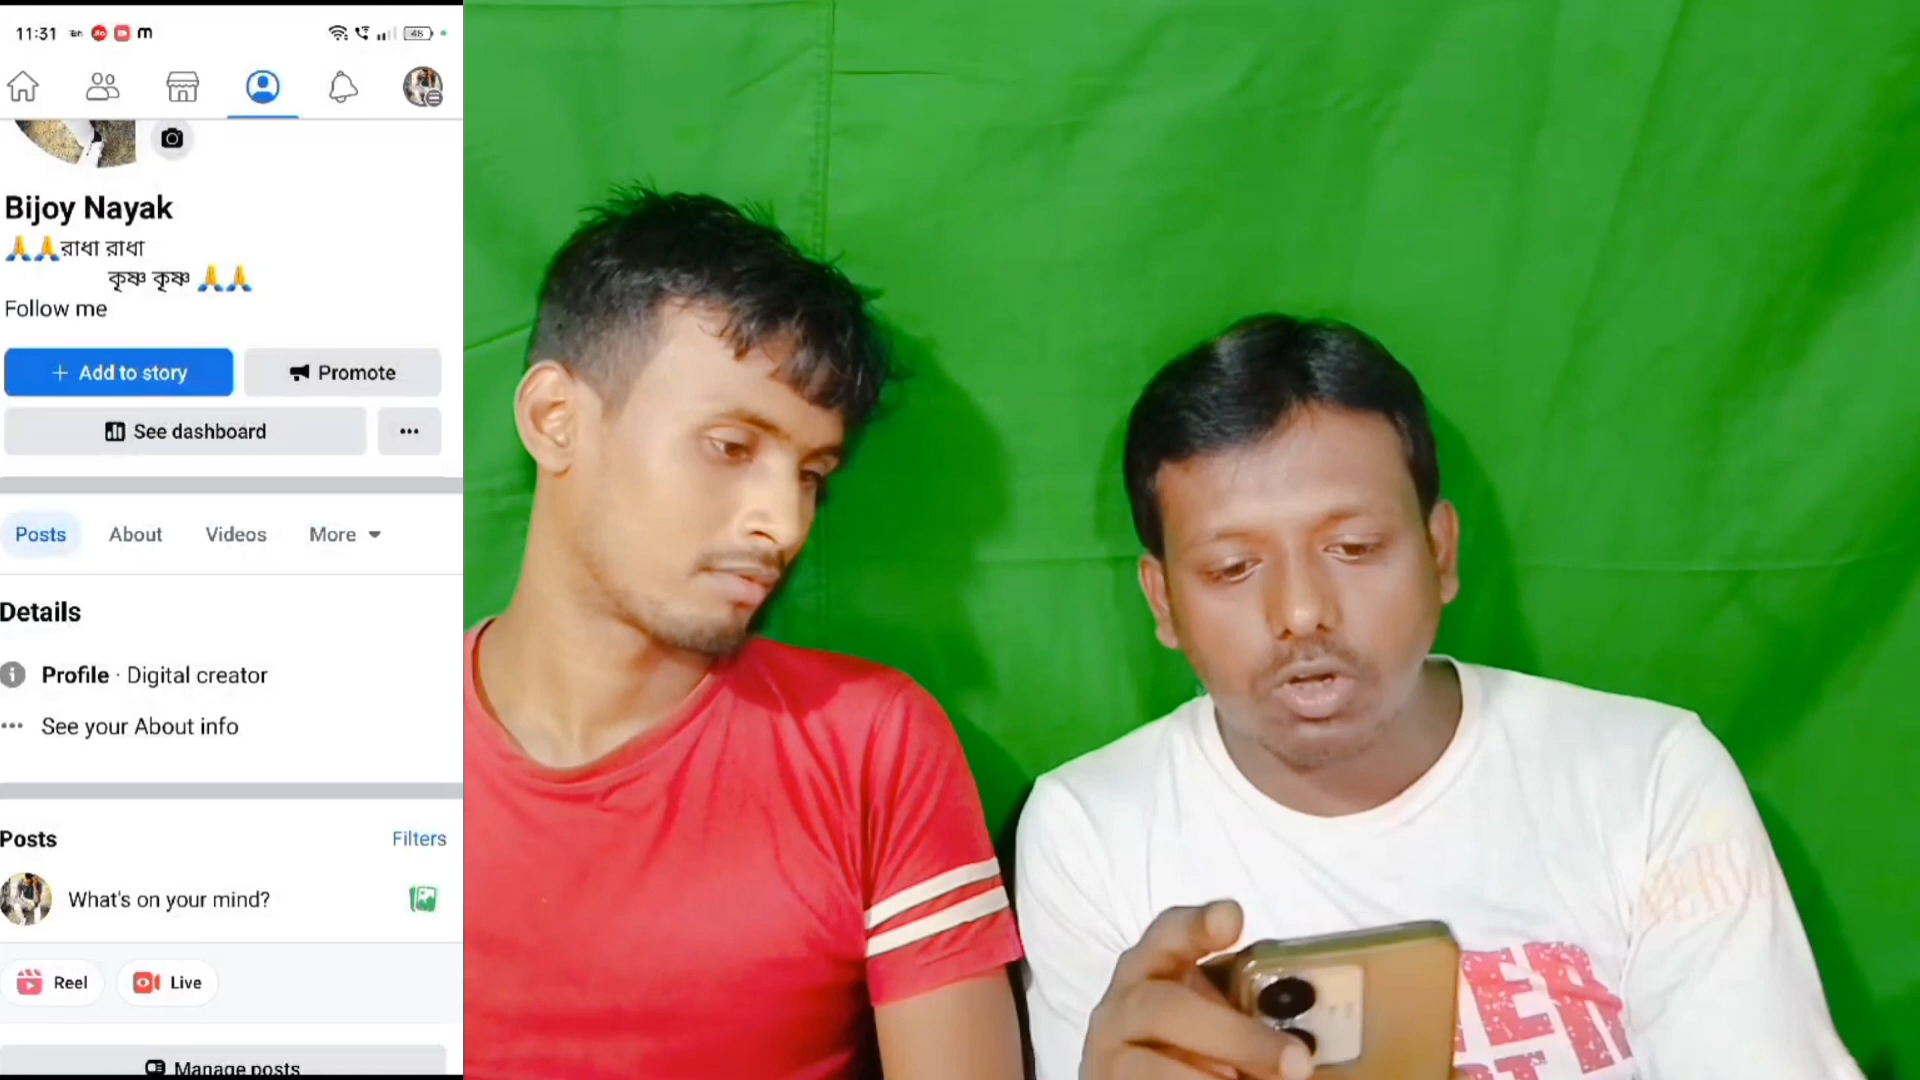 11:31
48
Bijoy Nayak
🙏🙏রাধা রাধা
কৃষ্ণ কৃষ্ণ 🙏🙏
Follow me
+ Add to story
Promote
See dashboard
Posts
About
Videos
More
Details
Profile · Digital creator
See your About info
Posts
Filters
What's on your mind?
Reel
Live
Manage posts